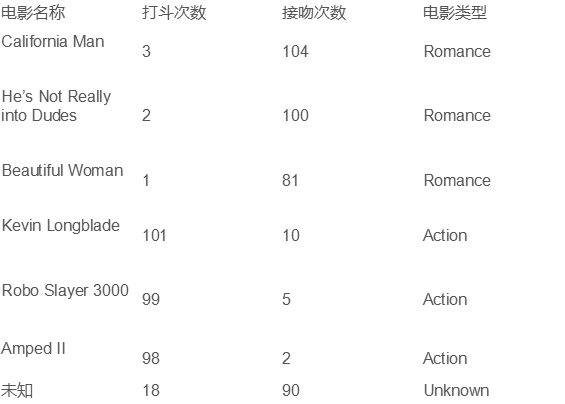 电影名称 打斗次数 接吻次数 电影类型
California Man 3 104 Romance
He's Not Really
into Dudes 2 100 Romance
Beautiful Woman 1 81 Romance
Kevin Longblade 101 10 Action
Robo Slayer 3000 99 5 Action
Amped II 98 2 Action
未知 18 90 Unknown